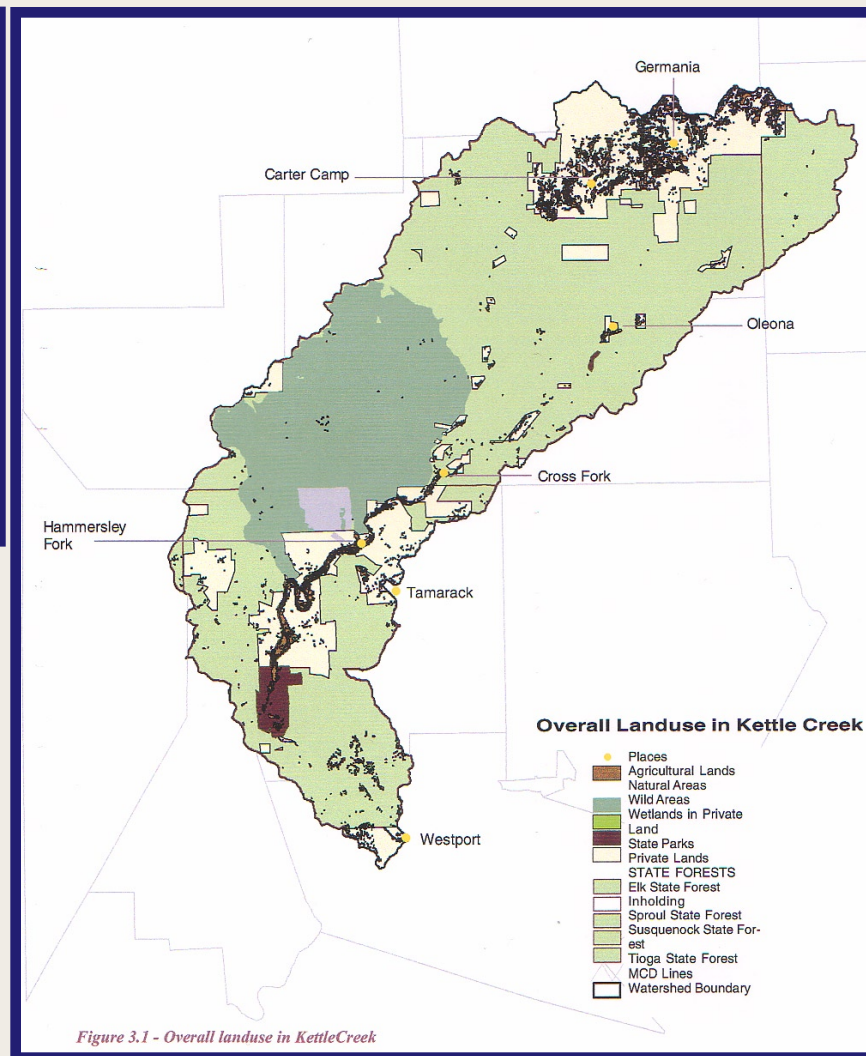 Germania
Carter Camp
Oleona
Cross Fork
Hammersley
Fork
Tamarack
Westport
Overall Landuse in Kettle Creek
Places
Agricultural Lands
Natural Areas
Wild Areas
Wetlands in Private
Land
State Parks
Private Lands
STATE FORESTS
Elk State Forest
Inholding
Sproul State Forest
Susquenock State For-
est
Tioga State Forest
MCD Lines
Watershed Boundary
Figure 3.1 - Overall landuse in KettleCreek